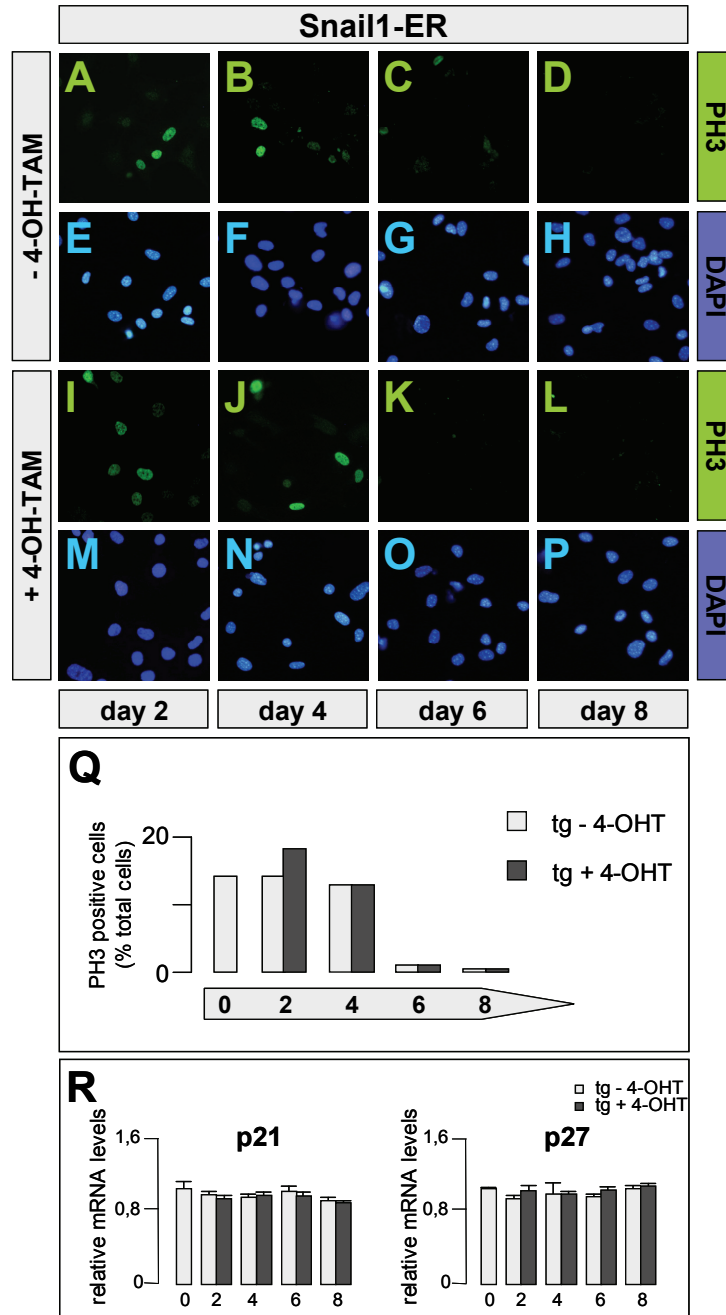 Snail1-ER
A B C D
PH3
- 4-OH-TAM
E F G H
DAPI
I J K L
PH3
+ 4-OH-TAM
M N O P
DAPI
day 2 day 4 day 6 day 8
Q
PH3 positive cells
(% total cells)
20
0
tg - 4-OHT
tg + 4-OHT
0 2 4 6 8
R
tg - 4-OHT
tg + 4-OHT
p21
relative mRNA levels
1,6
0,8
0
0 2 4 6 8
p27
relative mRNA levels
1,6
0,8
0
0 2 4 6 8